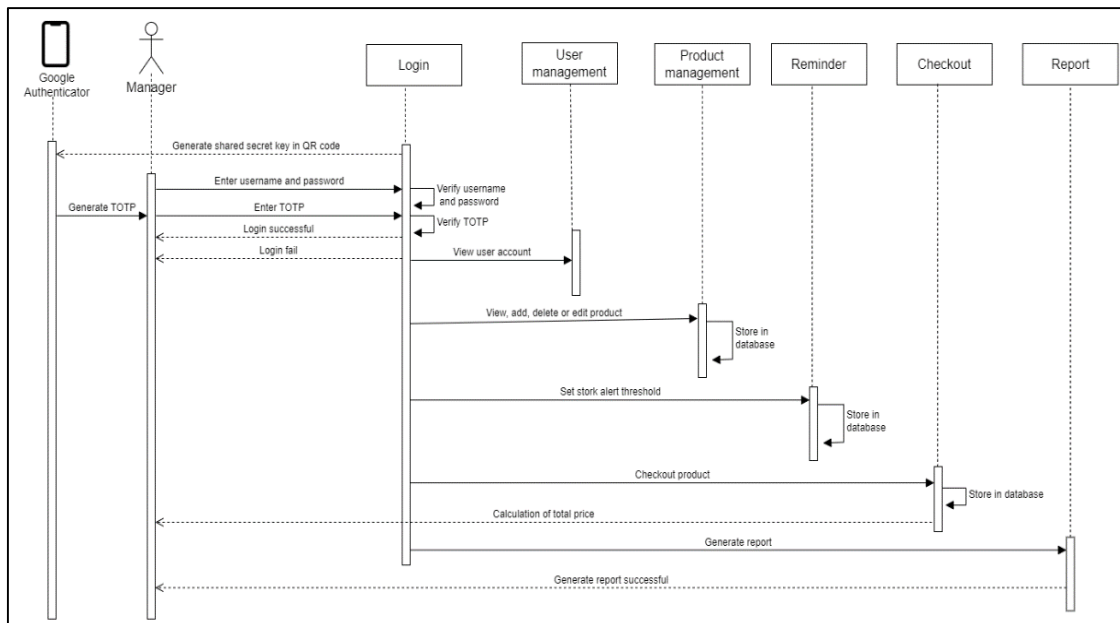 Google
Authenticator
Manager
Login
User
management
Product
management
Reminder
Checkout
Report
Generate shared secret key in QR code
Enter username and password
Verify username
and password
Generate TOTP
Enter TOTP
Verify TOTP
Login successful
Login fail
View user account
View, add, delete or edit product
Store in
database
Set stork alert threshold
Store in
database
Checkout product
Store in database
Calculation of total price
Generate report
Generate report successful